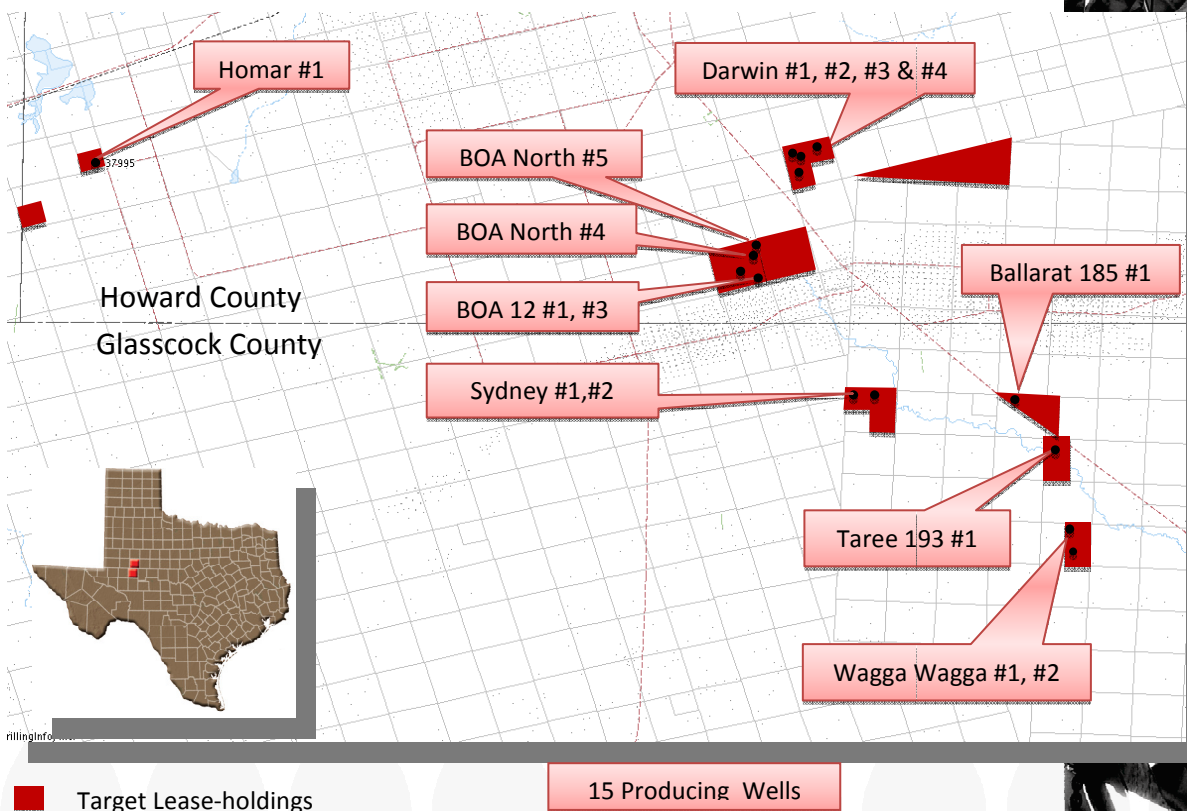 Homar #1
Darwin #1, #2, #3 & #4
37995
BOA North #5
BOA North #4
Ballarat 185 #1
Howard County
BOA 12 #1, #3
Glasscock County
Sydney #1,#2
Taree 193 #1
Wagga Wagga #1, #2
Target Lease-holdings
15 Producing Wells